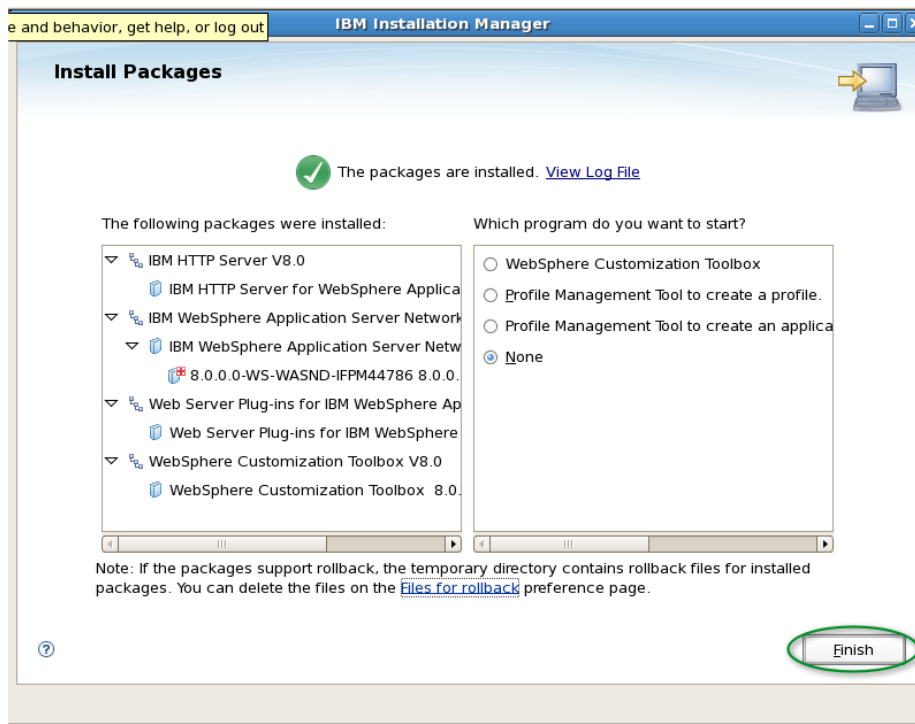 e and behavior, get help, or log out
IBM Installation Manager
Install Packages
The packages are installed. View Log File
The following packages were installed:
IBM HTTP Server V8.0
IBM HTTP Server for WebSphere Applica
IBM WebSphere Application Server Network
IBM WebSphere Application Server Netw
8.0.0.0-WS-WASND-IFPM44786 8.0.0.
Web Server Plug-ins for IBM WebSphere Ap
Web Server Plug-ins for IBM WebSphere
WebSphere Customization Toolbox V8.0
WebSphere Customization Toolbox 8.0.
Which program do you want to start?
WebSphere Customization Toolbox
Profile Management Tool to create a profile.
Profile Management Tool to create an applica
None
Note: If the packages support rollback, the temporary directory contains rollback files for installed
packages. You can delete the files on the Files for rollback preference page.
?
Finish